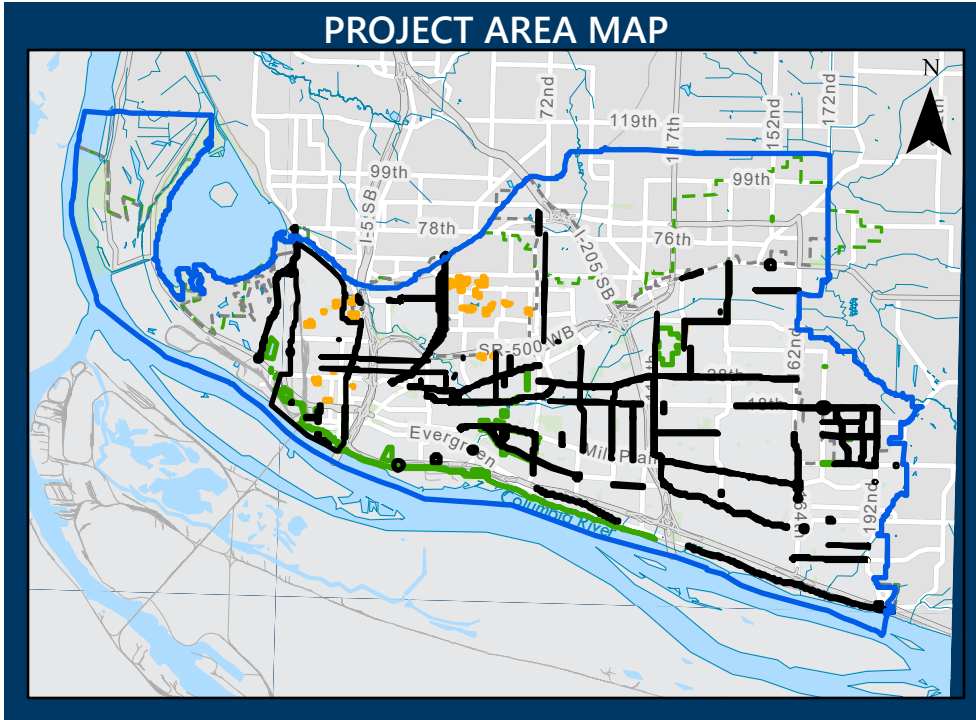 PROJECT AREA MAP
N
72nd
152nd
172nd
119th
117th
99th
99th
I-5 SB
78th
76th
I-205 SB
SR-500 WB
162nd
18th
Evergreen
Mill Plain
192nd
164th
Columbia River